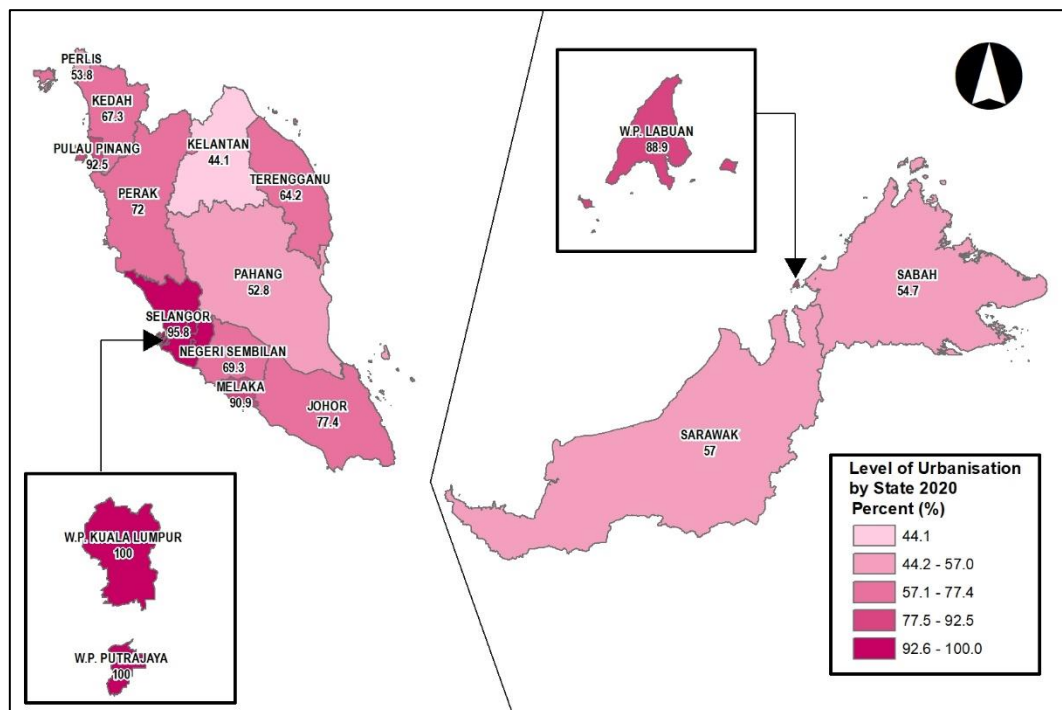 PERLIS
53.8
KEDAH
67.3
PULAU PINANG
92.5
PERAK
72
KELANTAN
44.1
TERENGGANU
64.2
PAHANG
52.8
SELANGOR
95.8
NEGERI SEMBILAN
69.3
MELAKA
90.9
JOHOR
77.4
W.P. KUALA LUMPUR
100
W.P. PUTRAJAYA
100
W.P. LABUAN
88.9
SABAH
54.7
SARAWAK
57
Level of Urbanisation
by State 2020
Percent (%)
44.1
44.2 - 57.0
57.1 - 77.4
77.5 - 92.5
92.6 - 100.0